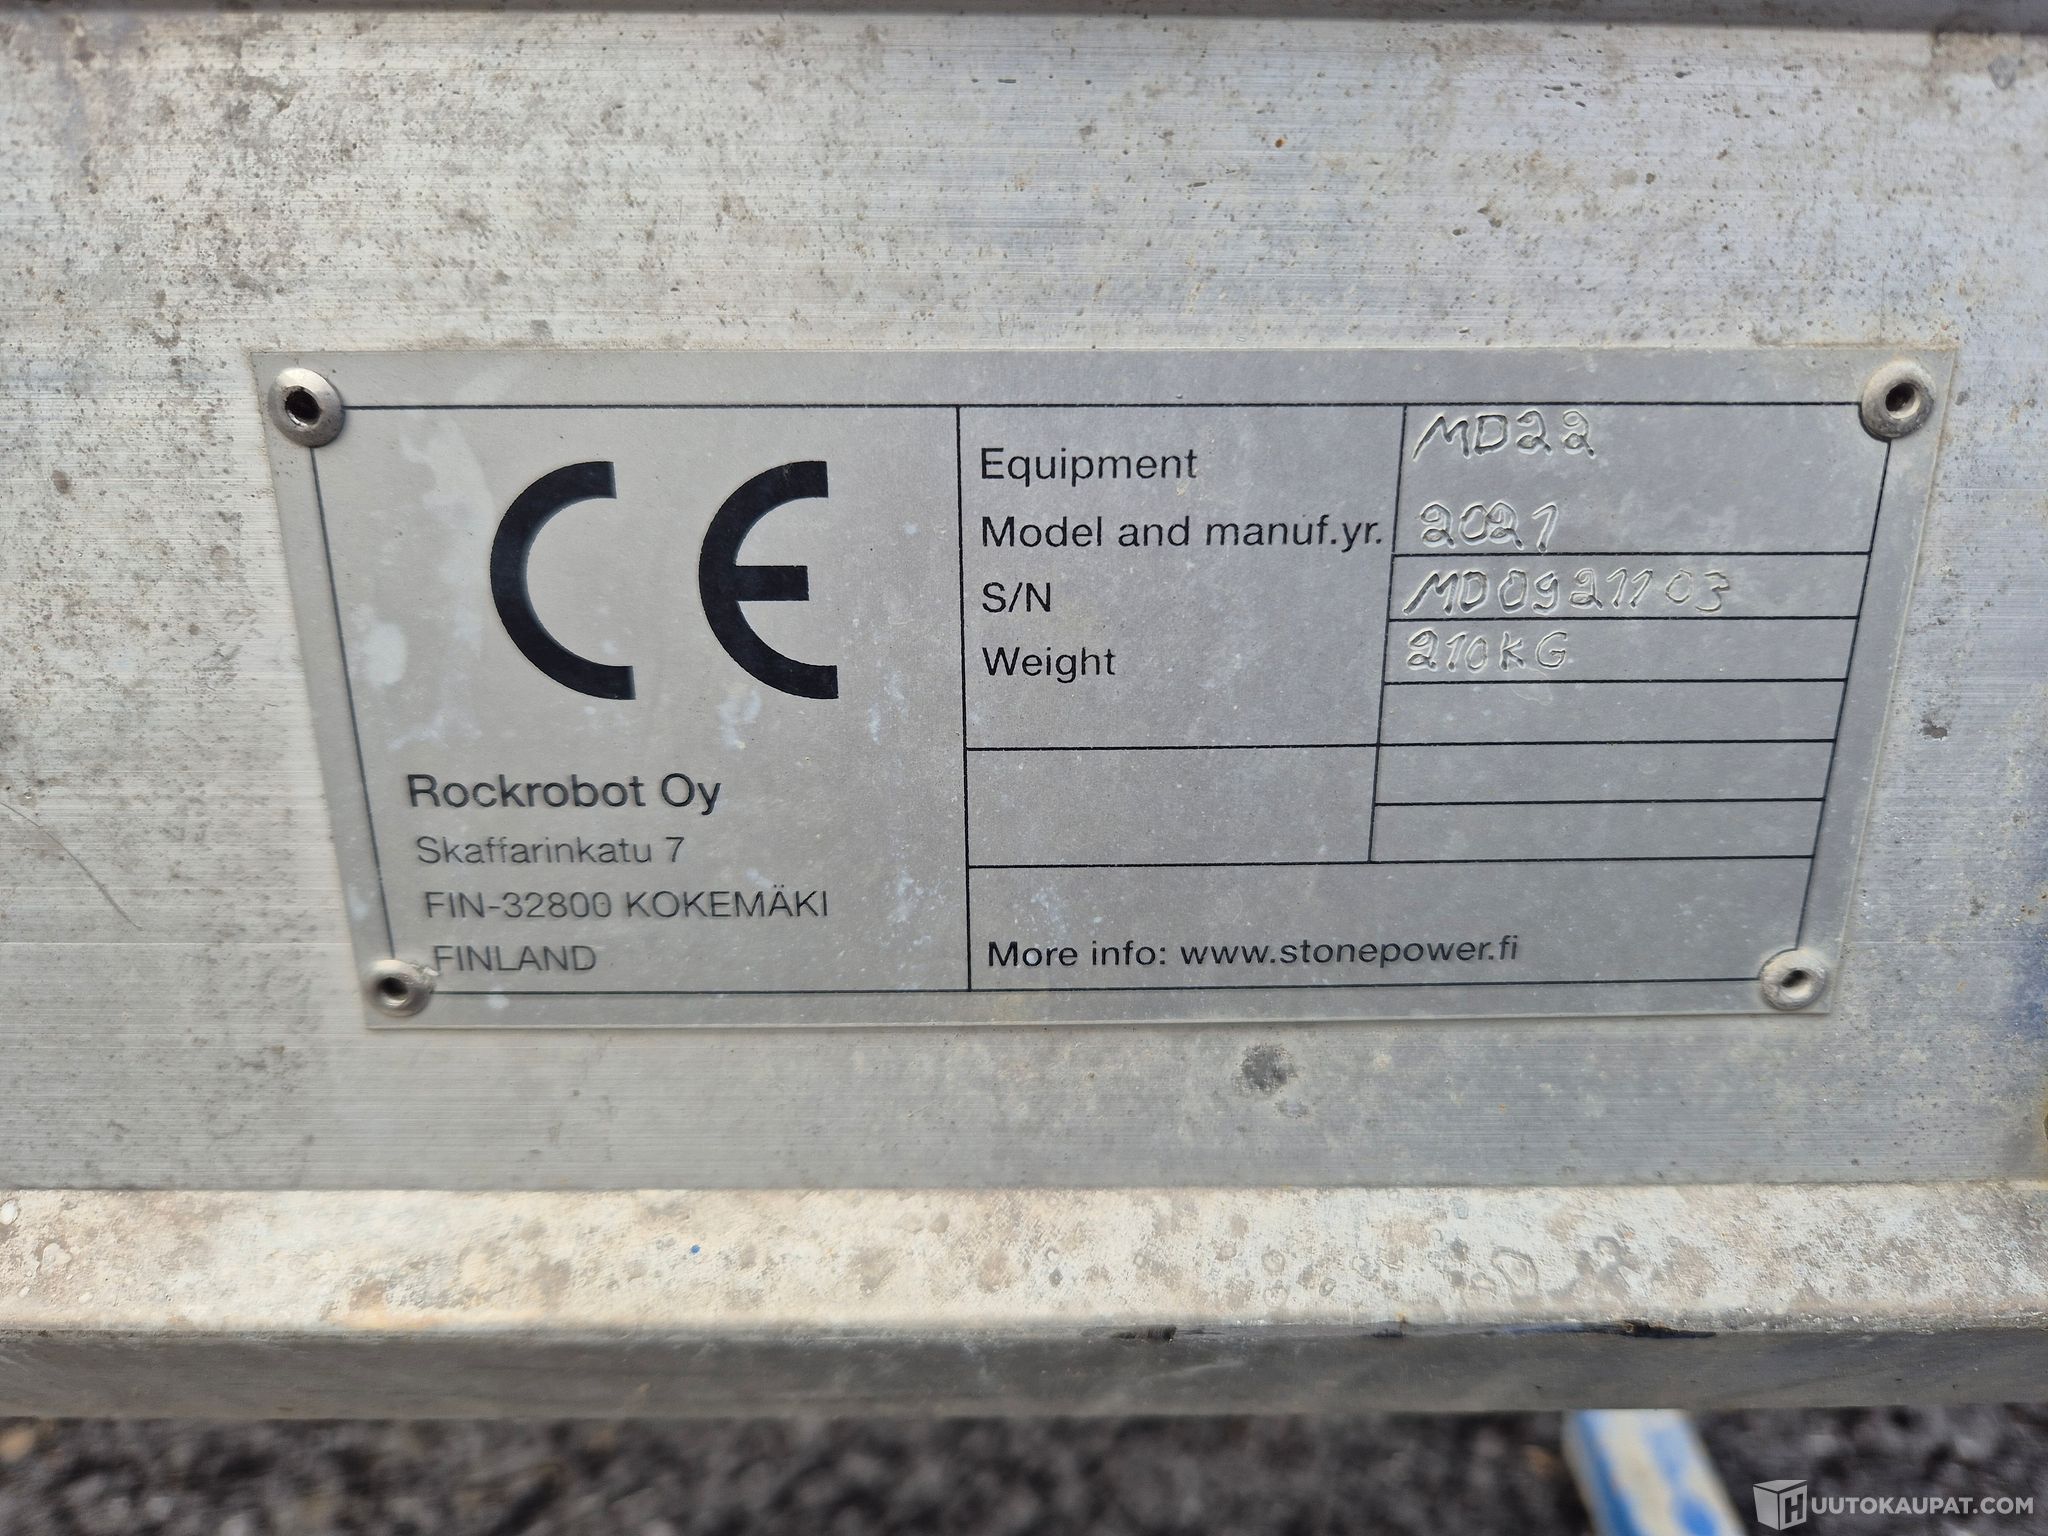 CE
Rockrobot Oy
Skaffarinkatu 7
FIN-32800 KOKEMÄKI
FINLAND
Equipment MD22
Model and manuf.yr. 2021
S/N MD0921103
Weight 210KG
More info: www.stonepower.fi
HUUTOKAUPAT.COM